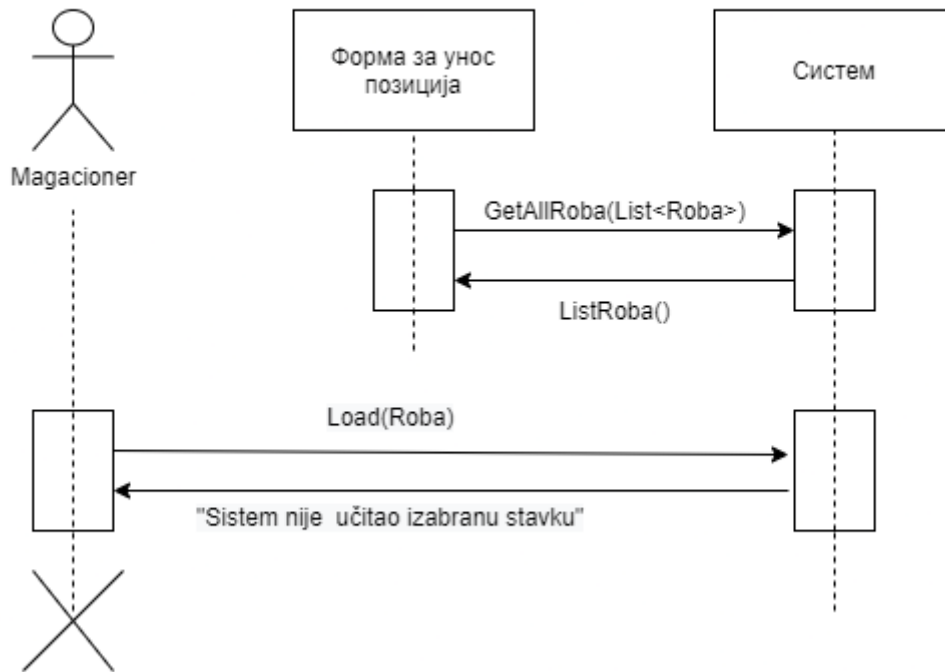 Форма за унос
позиција
Систем
Magacioner
GetAllRoba(List<Roba>)
ListRoba()
Load(Roba)
"Sistem nije  učitao izabranu stavku"